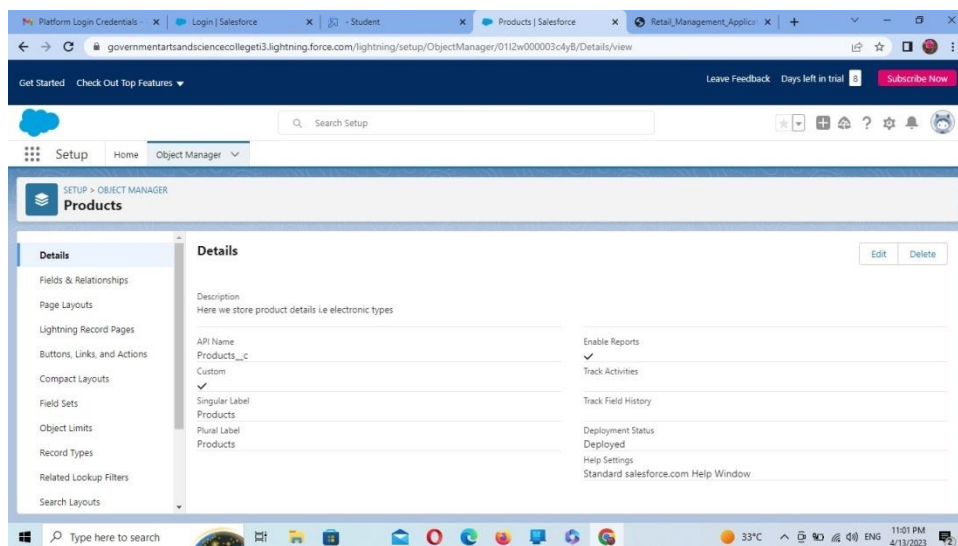 Platform Login Credentials -
Login | Salesforce
- Student
Products | Salesforce
Retail_Management_Applicat
governmentartsandsciencecollegeti3.lightning.force.com/lightning/setup/ObjectManager/01I2w000003c4yB/Details/view
Get Started Check Out Top Features
Leave Feedback Days left in trial 8 Subscribe Now
Search Setup
Setup Home Object Manager
SETUP > OBJECT MANAGER
Products
Details
Fields & Relationships
Page Layouts
Lightning Record Pages
Buttons, Links, and Actions
Compact Layouts
Field Sets
Object Limits
Record Types
Related Lookup Filters
Search Layouts
Details
Edit Delete
Description
Here we store product details i.e electronic types
API Name
Products__c
Custom
Singular Label
Products
Plural Label
Products
Enable Reports
Track Activities
Track Field History
Deployment Status
Deployed
Help Settings
Standard salesforce.com Help Window
Type here to search
33°C
ENG
11:01 PM
4/13/2023